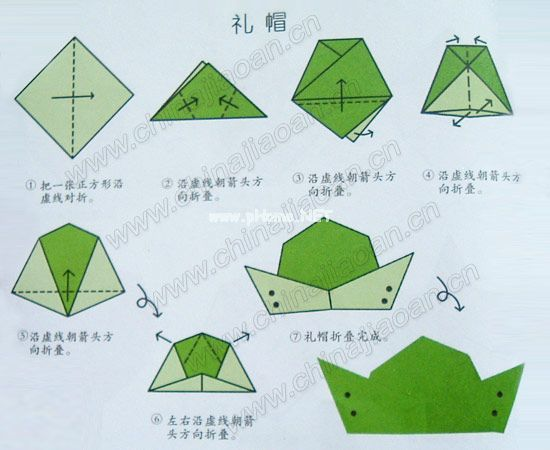 礼帽
①把一张正方形沿
虚线对折。
②沿虚线朝箭头方
向折叠。
③沿虚线朝箭头方
向折叠。
④沿虚线朝箭头方
向折叠。
www.pHome.NET
⑤沿虚线朝箭头方
向折叠。
⑥左右沿虚线朝箭
头方向折叠。
⑦礼帽折叠完成。
www.chinajiaoan.cn
www.chinajiaoan.cn
www.chinajiaoan.cn
www.chinajiaoan.cn